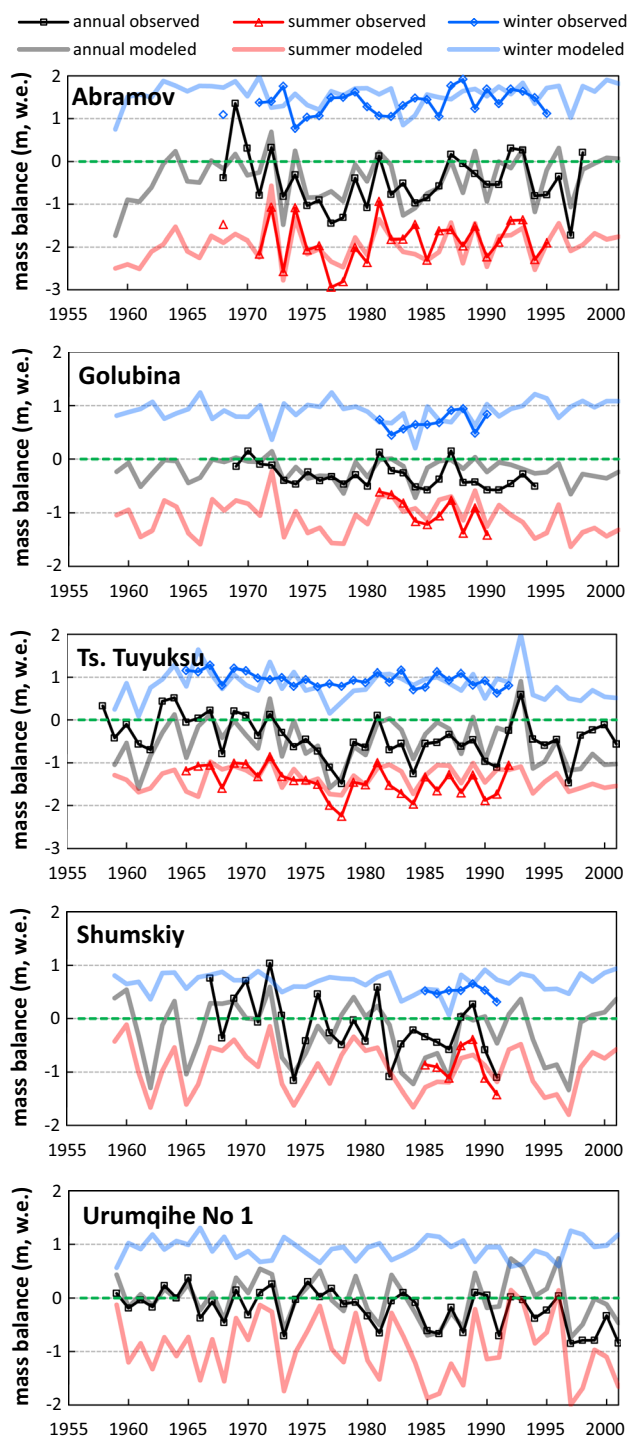 annual observed summer observed winter observed
annual modeled summer modeled winter modeled
Abramov
mass balance (m, w.e.)
2
1
0
-1
-2
-3
1955 1960 1965 1970 1975 1980 1985 1990 1995 2000
Golubina
mass balance (m, w.e.)
2
1
0
-1
-2
1955 1960 1965 1970 1975 1980 1985 1990 1995 2000
Ts. Tuyuksu
mass balance (m, w.e.)
2
1
0
-1
-2
-3
1955 1960 1965 1970 1975 1980 1985 1990 1995 2000
Shumskiy
mass balance (m, w.e.)
2
1
0
-1
-2
1955 1960 1965 1970 1975 1980 1985 1990 1995 2000
Urumqihe No 1
mass balance (m, w.e.)
2
1
0
-1
-2
1955 1960 1965 1970 1975 1980 1985 1990 1995 2000